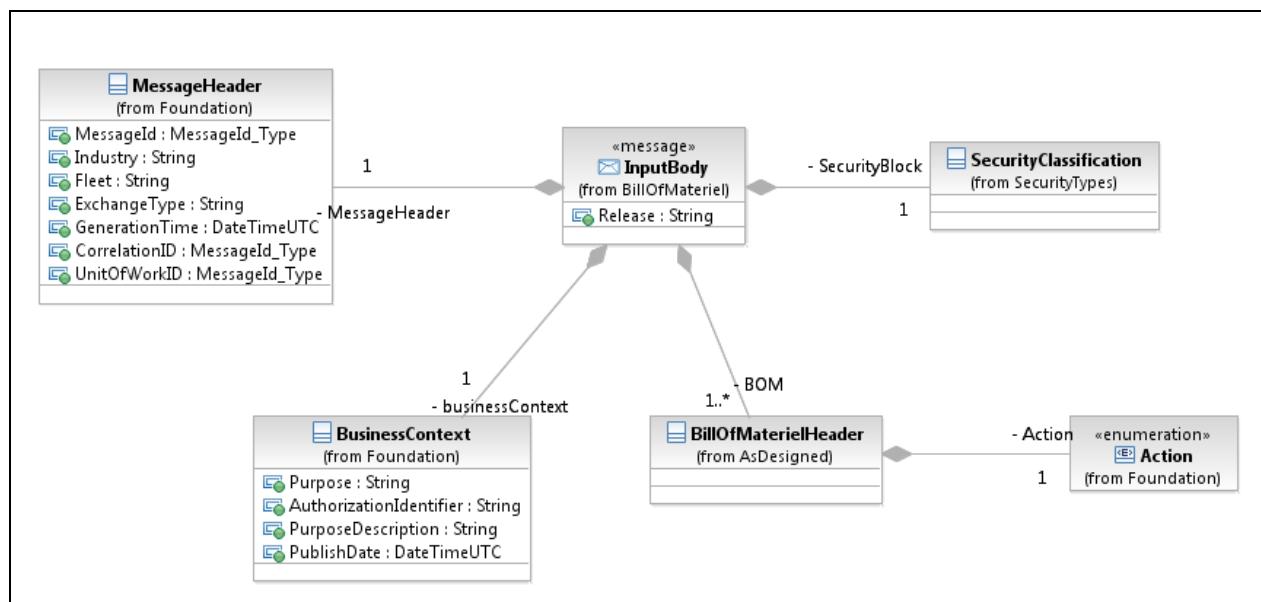 MessageHeader
(from Foundation)
MessageId : MessageId_Type
Industry : String
Fleet : String
ExchangeType : String
GenerationTime : DateTimeUTC
CorrelationID : MessageId_Type
UnitOfWorkID : MessageId_Type
1
- MessageHeader
«message»
InputBody
(from BillOfMateriel)
Release : String
- SecurityBlock
1
SecurityClassification
(from SecurityTypes)
1
- businessContext
BusinessContext
(from Foundation)
Purpose : String
AuthorizationIdentifier : String
PurposeDescription : String
PublishDate : DateTimeUTC
- BOM
1..*
BillOfMaterielHeader
(from AsDesigned)
- Action
1
«enumeration»
<E> Action
(from Foundation)